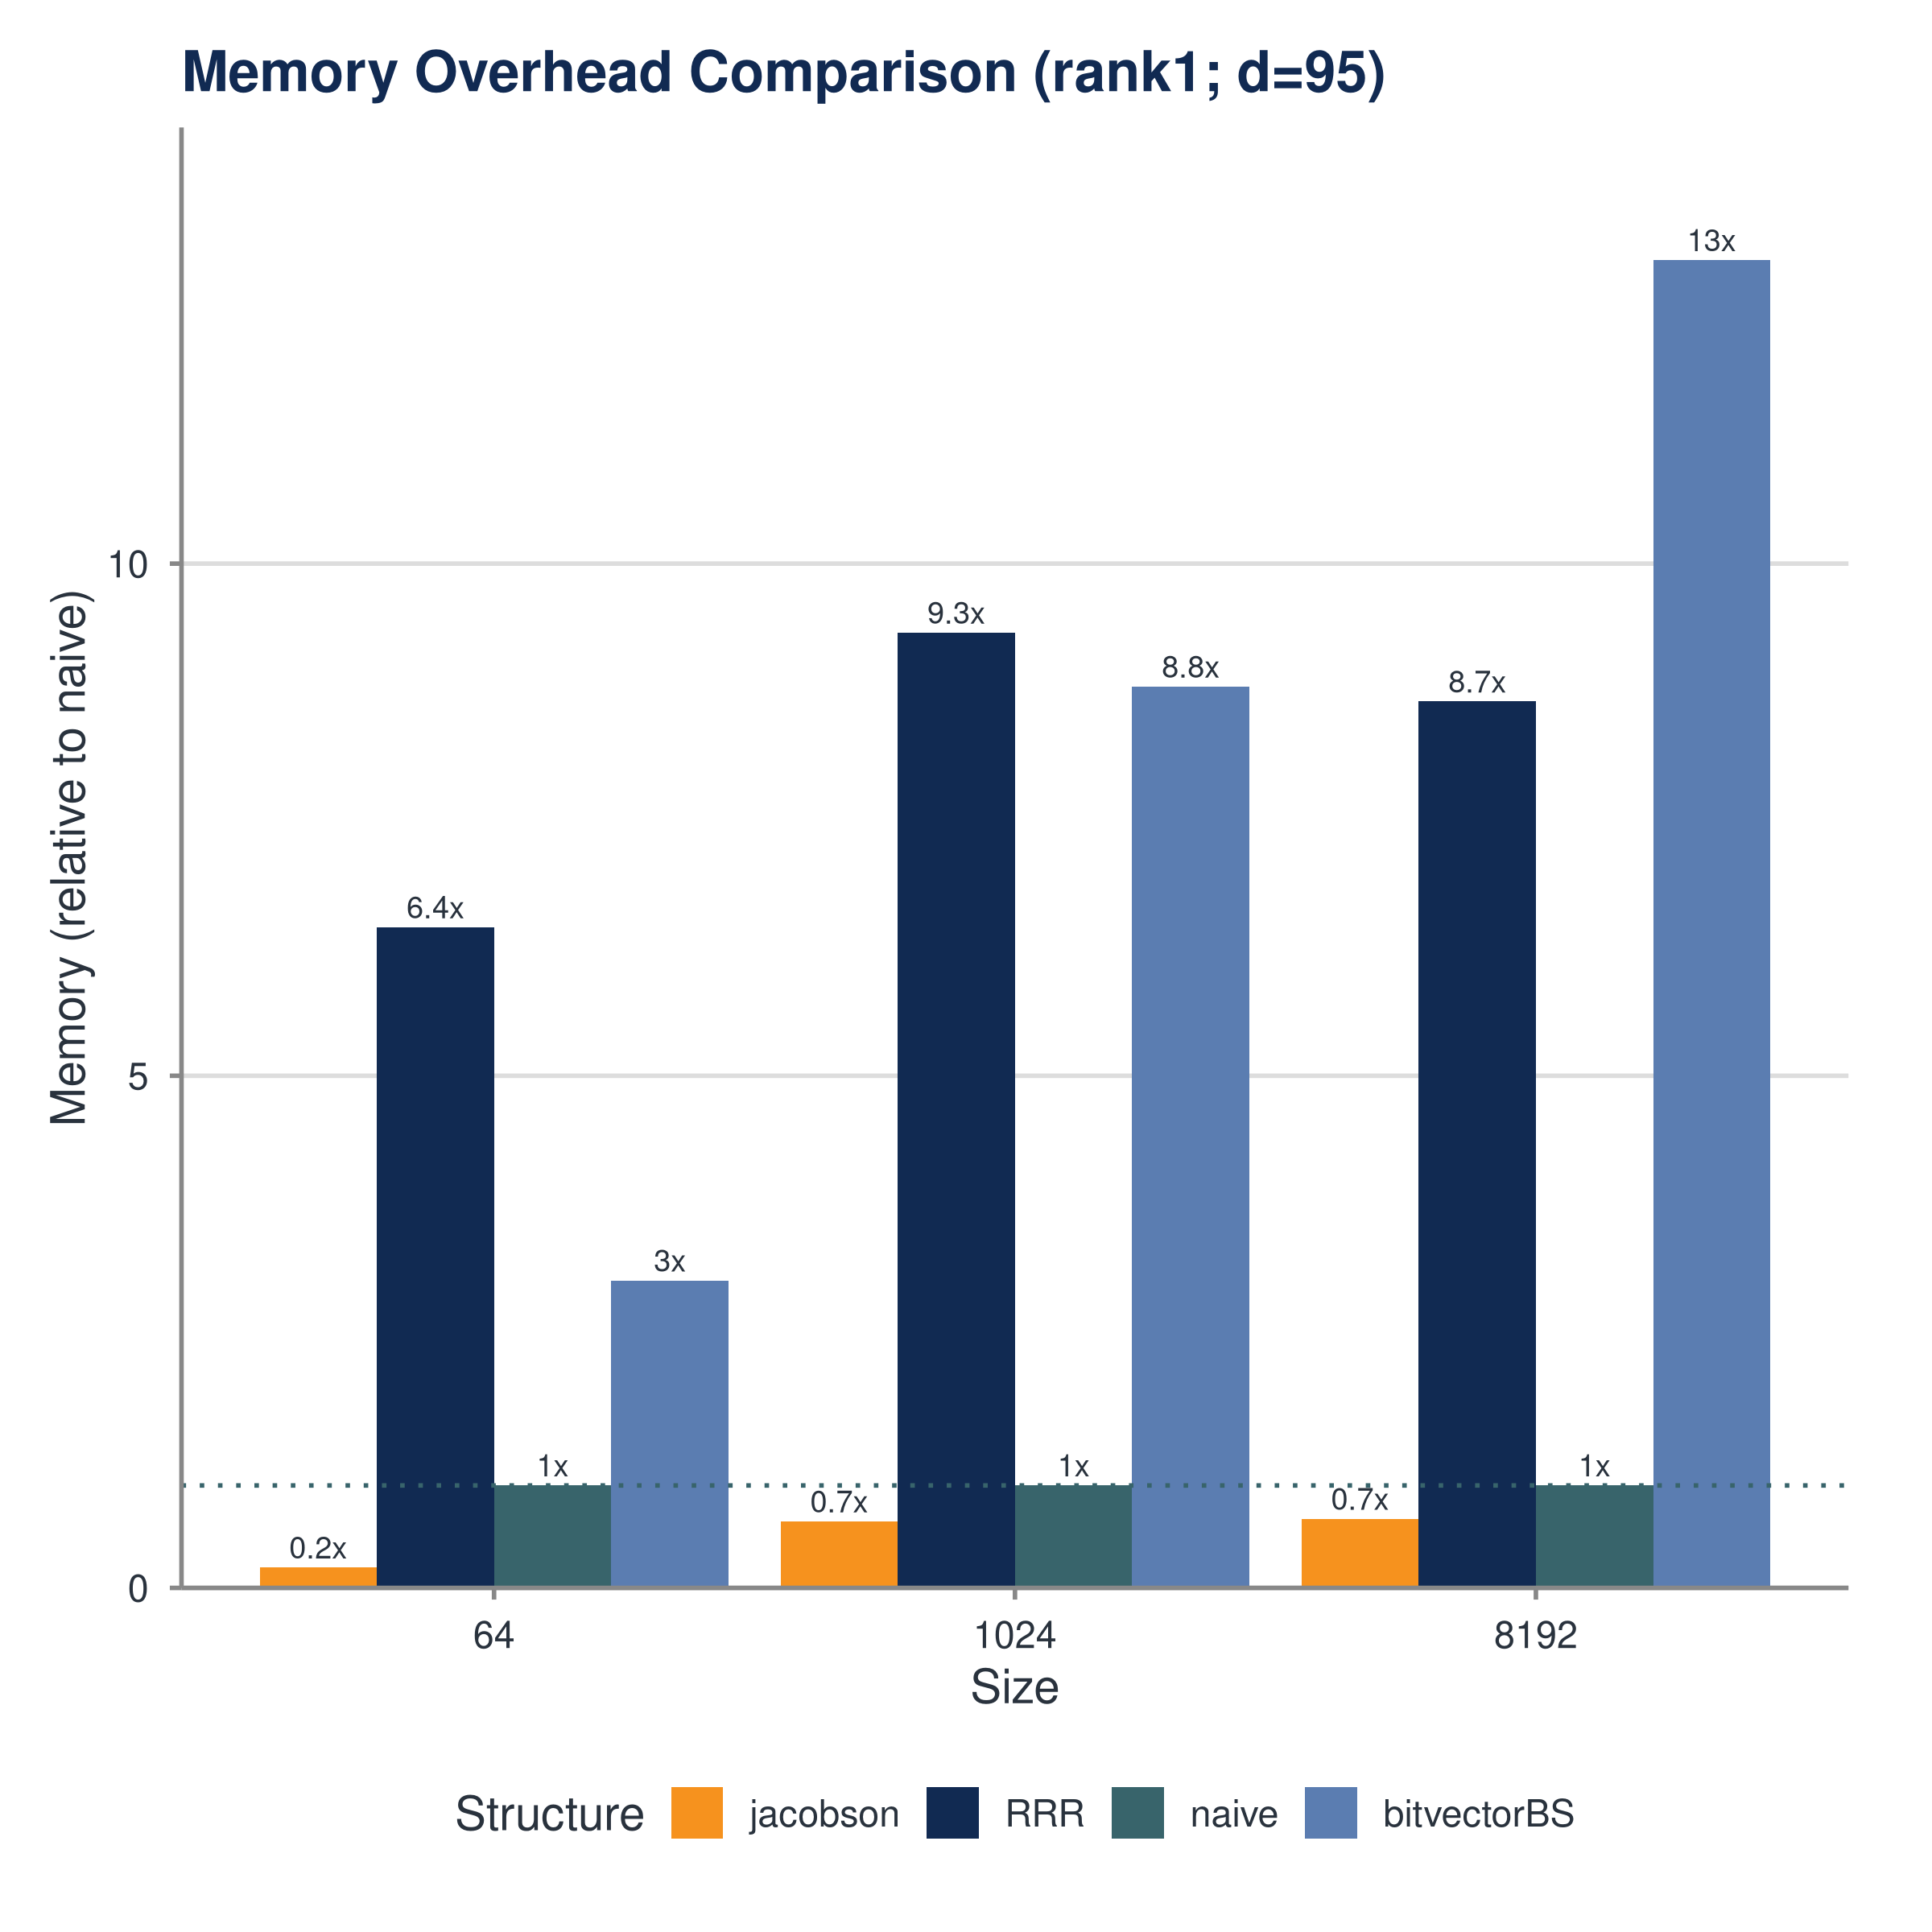 Memory Overhead Comparison (rank1; d=95)
Memory (relative to naive)
10
5
0
0.2x
6.4x
1x
3x
0.7x
9.3x
1x
8.8x
0.7x
8.7x
1x
13x
64
1024
8192
Size
Structure jacobson RRR naive bitvectorBS